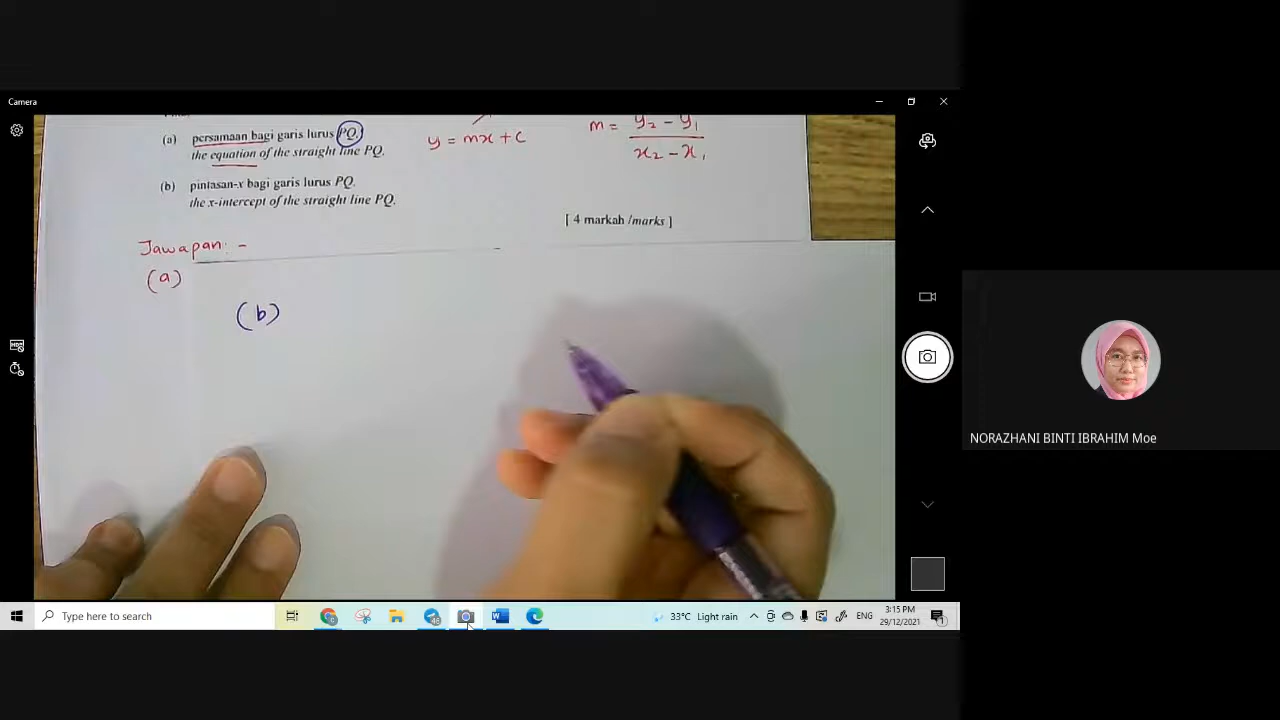 Camera
(a) persamaan bagi garis lurus PQ. y = mx + c m = y₂ - y₁ / x₂ - x₁
the equation of the straight line PQ.
(b) pintasan-x bagi garis lurus PQ.
the x-intercept of the straight line PQ.
[ 4 markah /marks ]
Jawapan: -
(a)
(b)
NORAZHANI BINTI IBRAHIM Moe
Type here to search
33°C Light rain
ENG
3:15 PM
29/12/2021